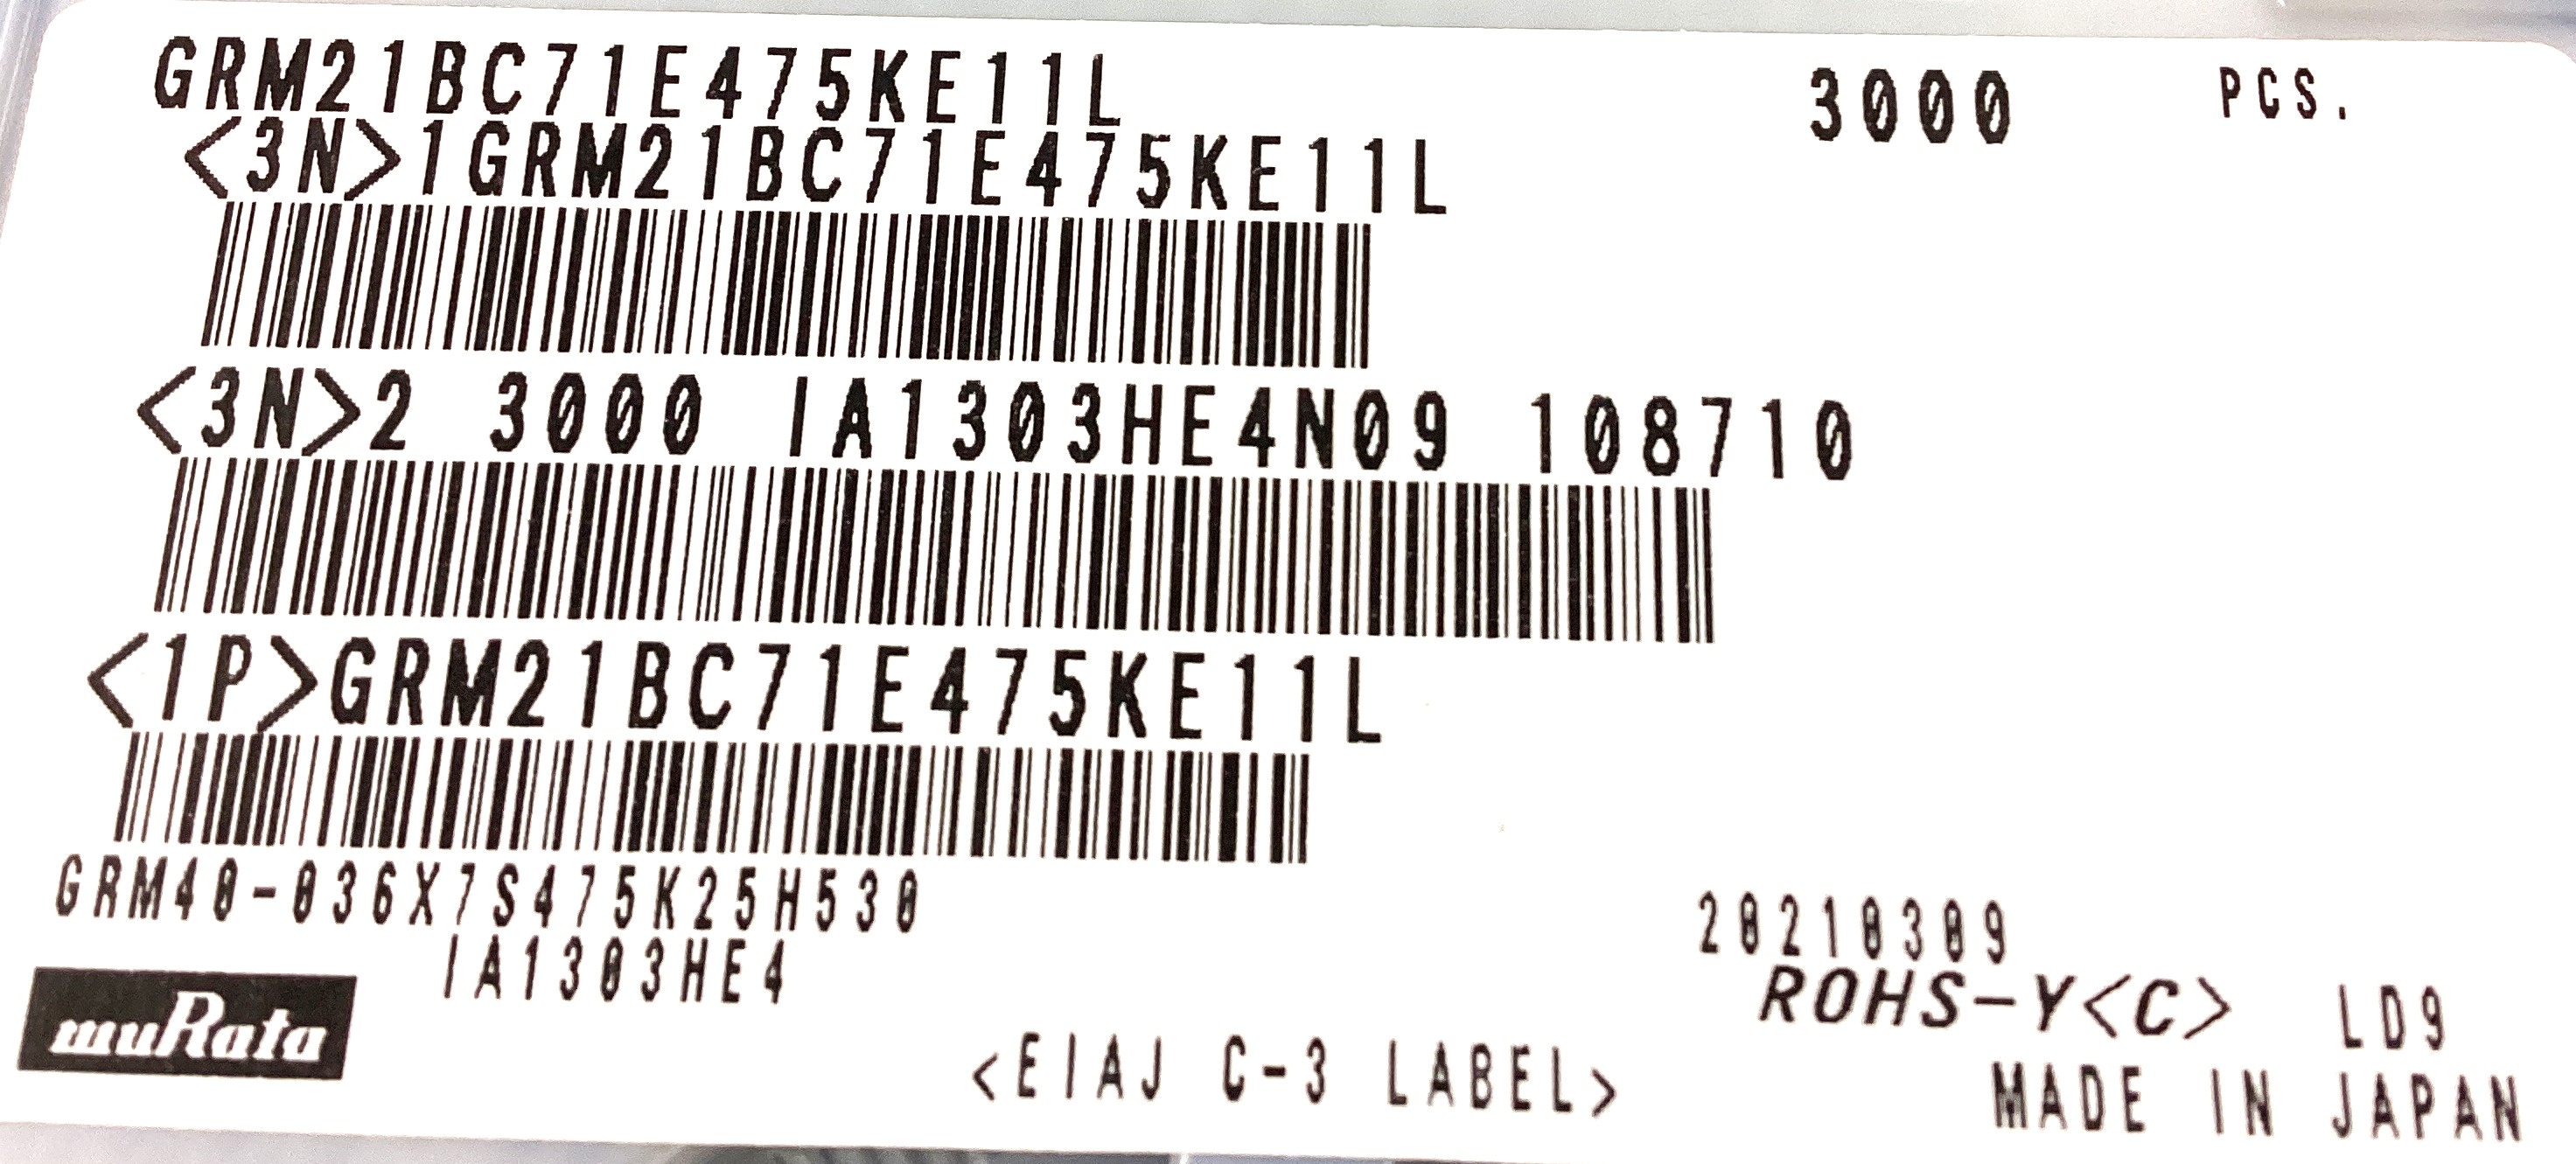 GRM21BC71E475KE11L 3000 PCS.
<3N>1GRM21BC71E475KE11L
<3N>2 3000 IA1303HE4N09 108710
<1P>GRM21BC71E475KE11L
GRM40-036X7S475K25H530
IA1303HE4
20210309
ROHS-Y<C> LD9
muRata
<EIAJ C-3 LABEL>
MADE IN JAPAN